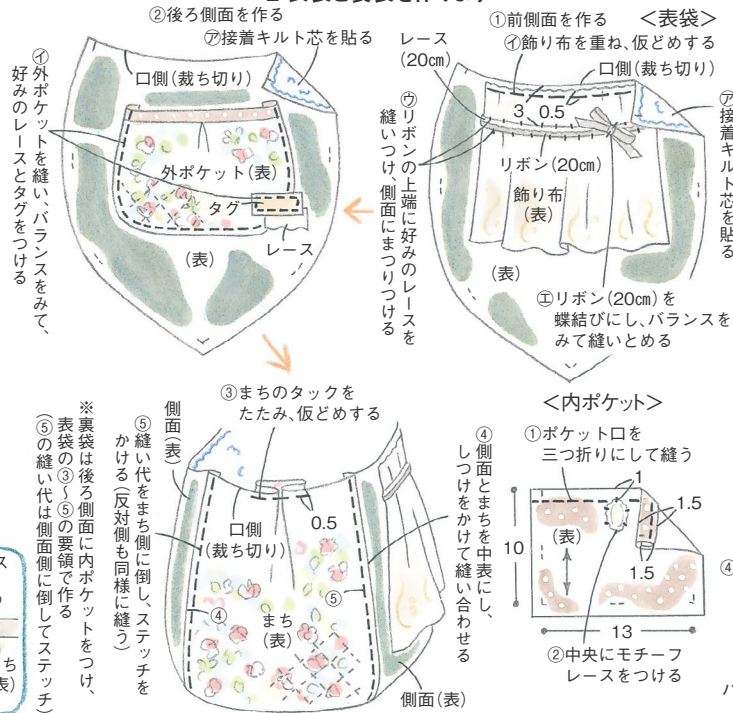 <表袋>
①前側面を作る
㋑飾り布を重ね、仮どめする
口側(裁ち切り)
レース
(20㎝)
3
0.5
リボン(20㎝)
飾り布
(表)
(表)
㋐接着キルト芯を貼る
㋒リボンの上端に好みのレースを
縫いつけ、側面にまつりつける
㋓リボン(20㎝)を
蝶結びにし、バランスを
みて縫いとめる
②後ろ側面を作る
㋐接着キルト芯を貼る
口側(裁ち切り)
外ポケット(表)
タグ
レース
(表)
㋑外ポケットを縫い、バランスをみて、
好みのレースとタグをつける
③まちのタックを
たたみ、仮どめする
側面(表)
口側
(裁ち切り)
0.5
④
⑤
まち
(表)
側面(表)
④側面とまちを中表にし、
しつけをかけて縫い合わせる
⑤縫い代をまち側に倒し、ステッチを
かける(反対側も同様に縫う)
※裏袋は後ろ側面に内ポケットをつけ、
表袋の③〜⑤の要領で作る
(⑤の縫い代は側面側に倒してステッチ)
<内ポケット>
①ポケット口を
三つ折りにして縫う
1
1.5
1.5
(表)
10
13
②中央にモチーフ
レースをつける
④
ス
ち
表)